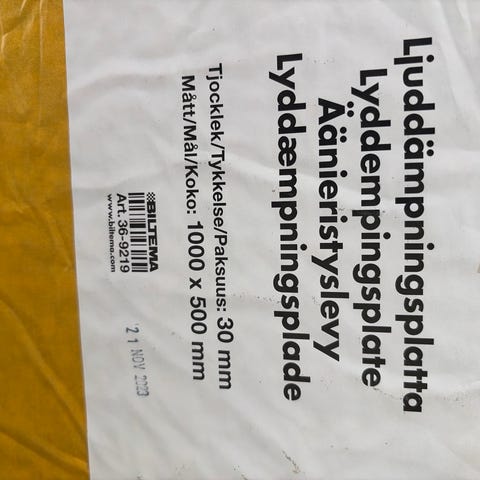 Ljuddämpningsplatta
Lyddempingsplate
Äänieristyslevy
Lyddæmpningsplade
Tjocklek/Tykkelse/Paksuus: 30 mm
Mått/Mål/Koko: 1000 x 500 mm
BILTEMA
Art. 36-9219
www.biltema.com
'21 NOV 2023